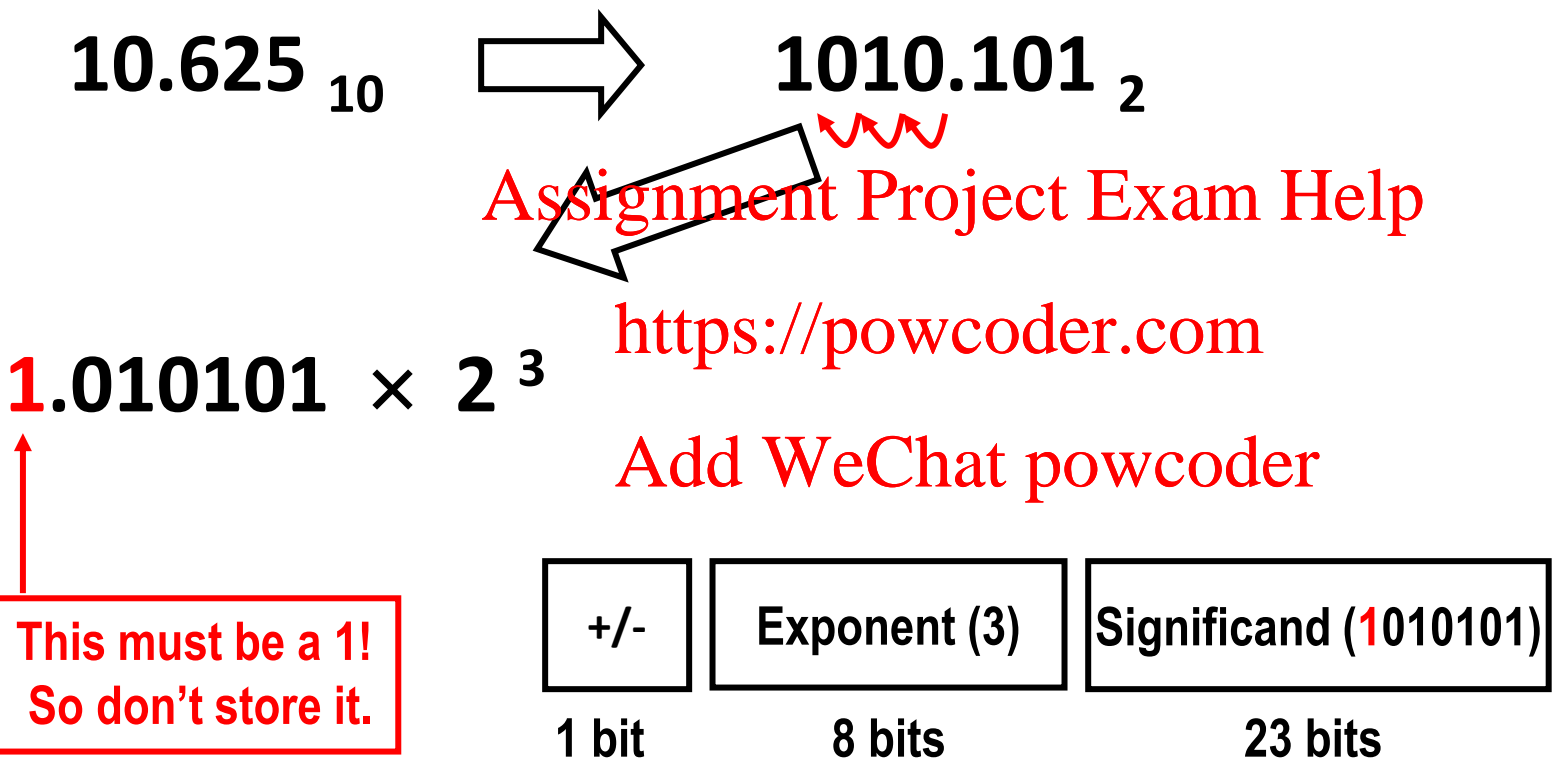 10.625 10 1010.101 2
Assignment Project Exam Help
https://powcoder.com
1.010101 × 2 3
Add WeChat powcoder
This must be a 1!
So don't store it.
+/- Exponent (3) Significand (1010101)
1 bit 8 bits 23 bits